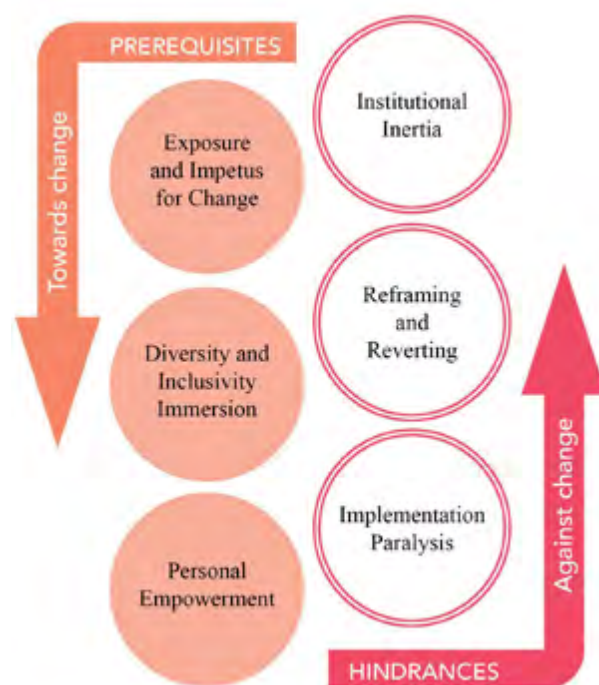 PREREQUISITES
Towards change
Exposure
and Impetus
for Change
Diversity and
Inclusivity
Immersion
Personal
Empowerment
Institutional
Inertia
Reframing
and
Reverting
Implementation
Paralysis
Against change
HINDRANCES